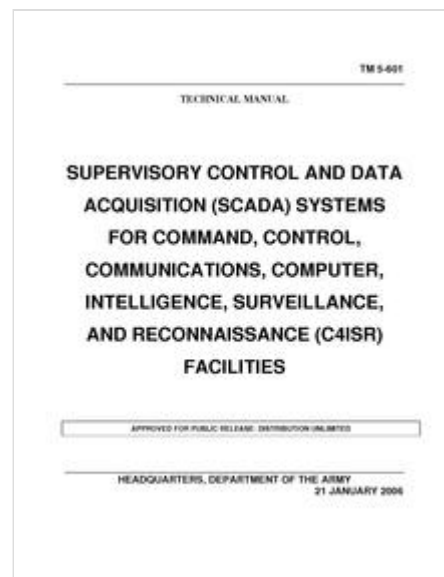 TM 5-601
TECHNICAL MANUAL
SUPERVISORY CONTROL AND DATA
ACQUISITION (SCADA) SYSTEMS
FOR COMMAND, CONTROL,
COMMUNICATIONS, COMPUTER,
INTELLIGENCE, SURVEILLANCE,
AND RECONNAISSANCE (C4ISR)
FACILITIES
APPROVED FOR PUBLIC RELEASE: DISTRIBUTION UNLIMITED
HEADQUARTERS, DEPARTMENT OF THE ARMY
21 JANUARY 2006